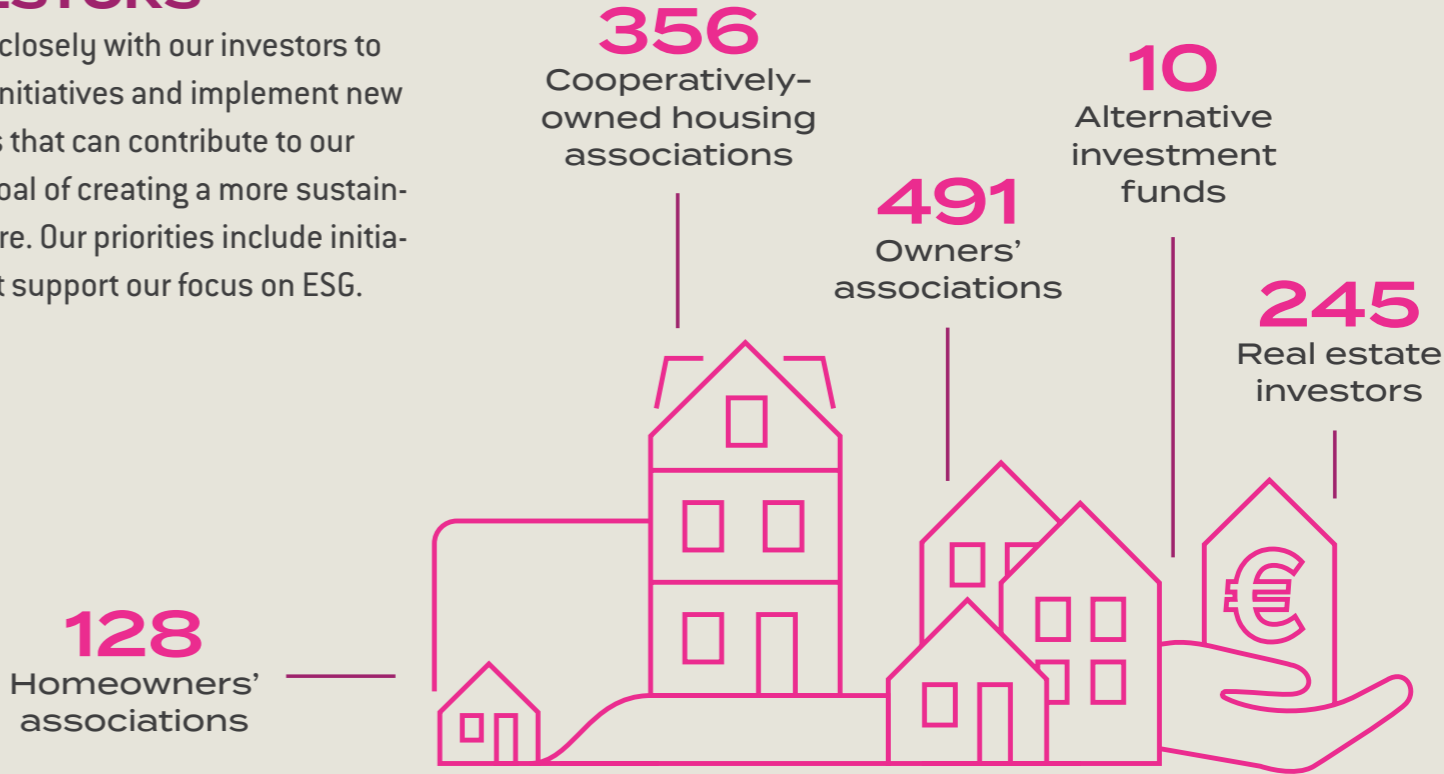 closely with our investors to
initiatives and implement new
that can contribute to our
of creating a more sustain-
Our priorities include initia-
support our focus on ESG.
356
Cooperatively-
owned housing
associations
10
Alternative
investment
funds
491
Owners’
associations
245
Real estate
investors
€
128
Homeowners’
associations